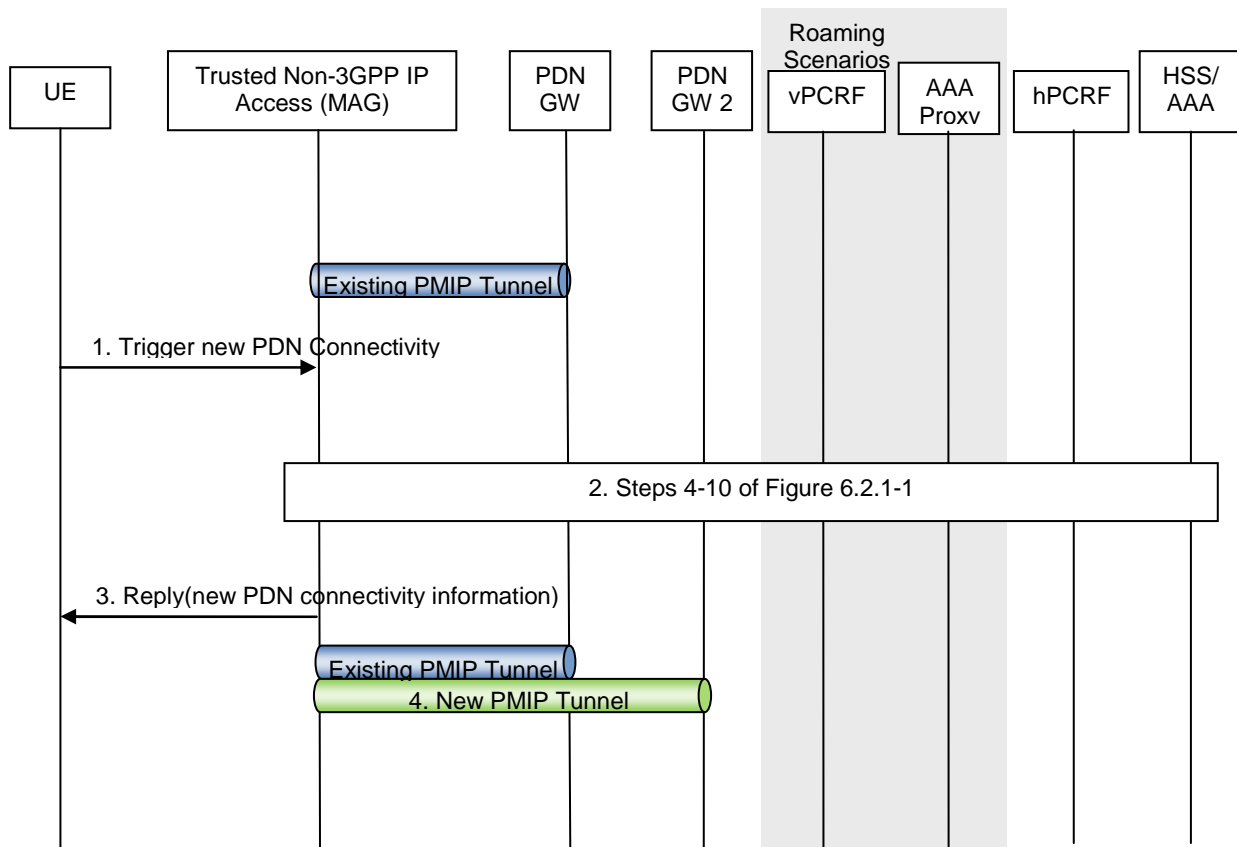 Roaming
Scenarios
UE
Trusted Non-3GPP IP
Access (MAG)
PDN
GW
PDN
GW 2
vPCRF
AAA
Proxy
hPCRF
HSS/
AAA
Existing PMIP Tunnel
1. Trigger new PDN Connectivity
2. Steps 4-10 of Figure 6.2.1-1
3. Reply(new PDN connectivity information)
Existing PMIP Tunnel
4. New PMIP Tunnel